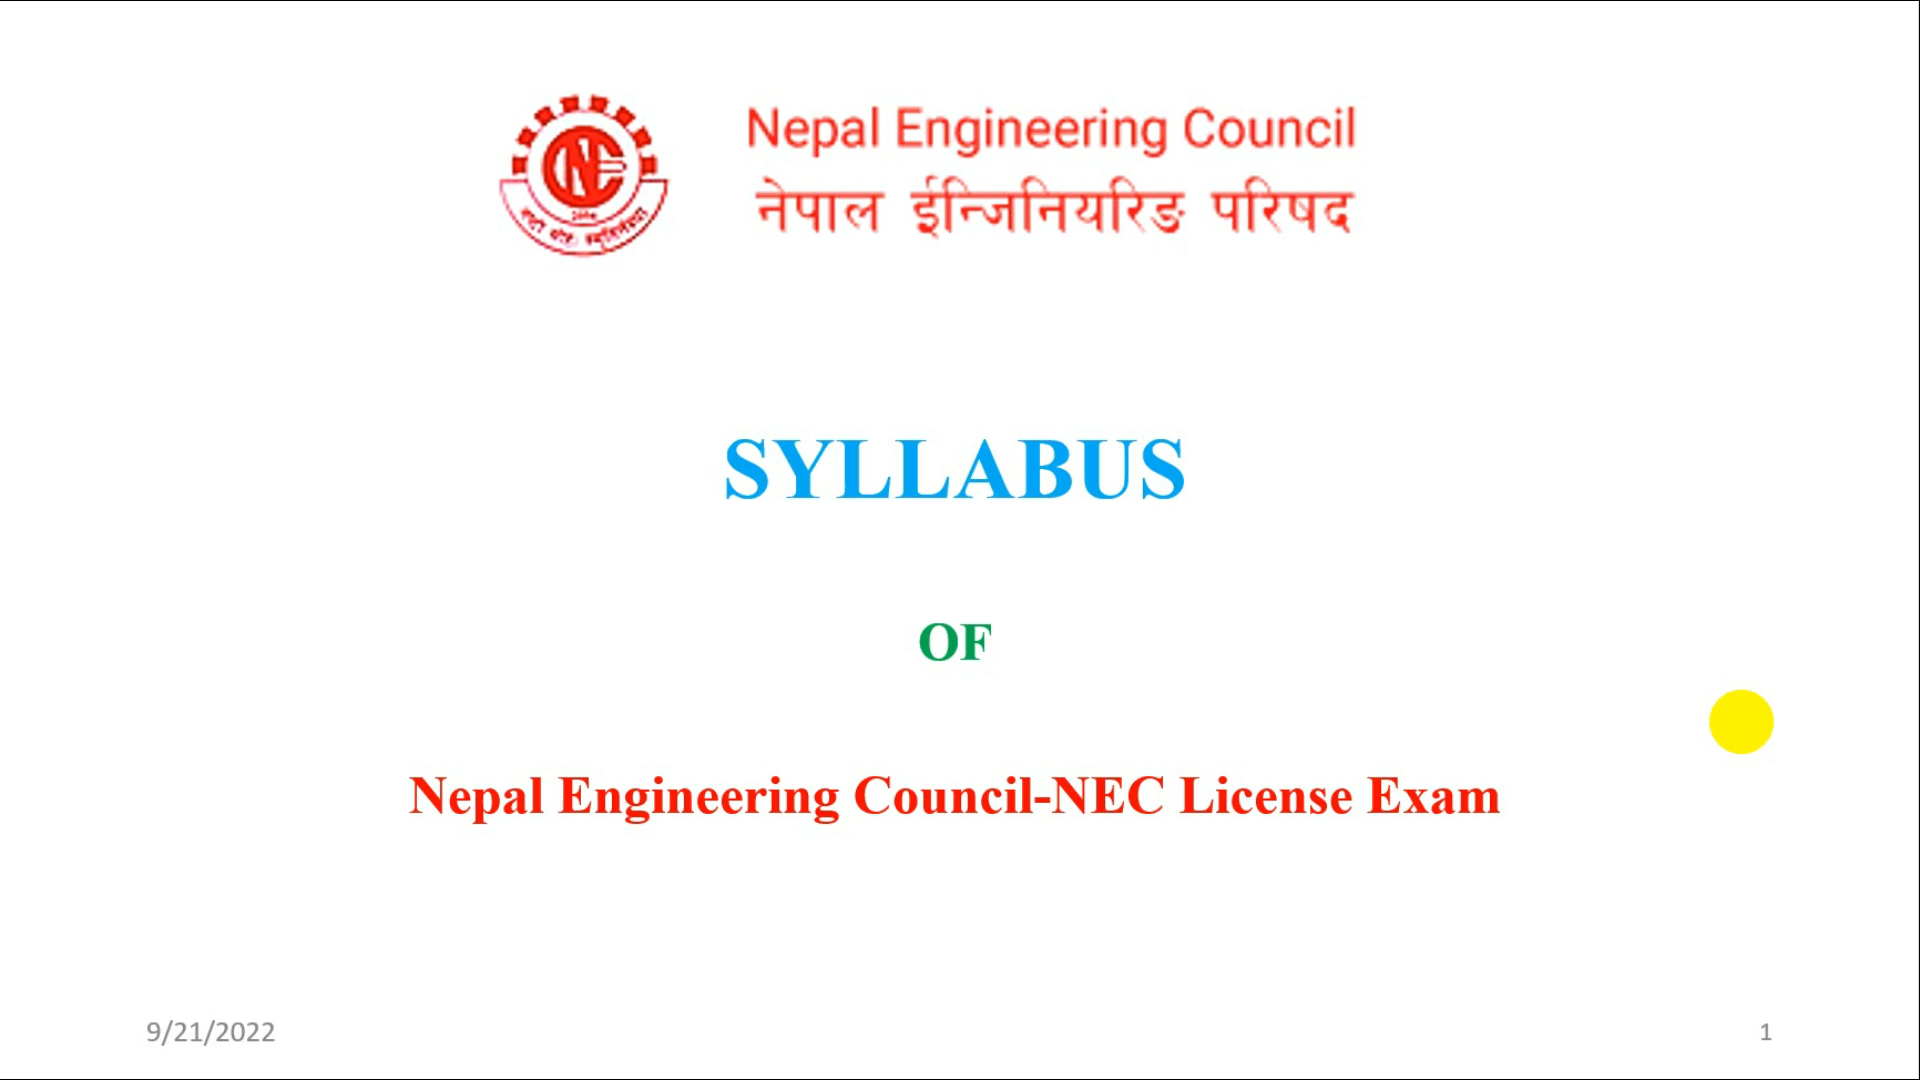 Nepal Engineering Council
नेपाल ईन्जिनियरिङ परिषद
SYLLABUS
OF
Nepal Engineering Council-NEC License Exam
9/21/2022
1